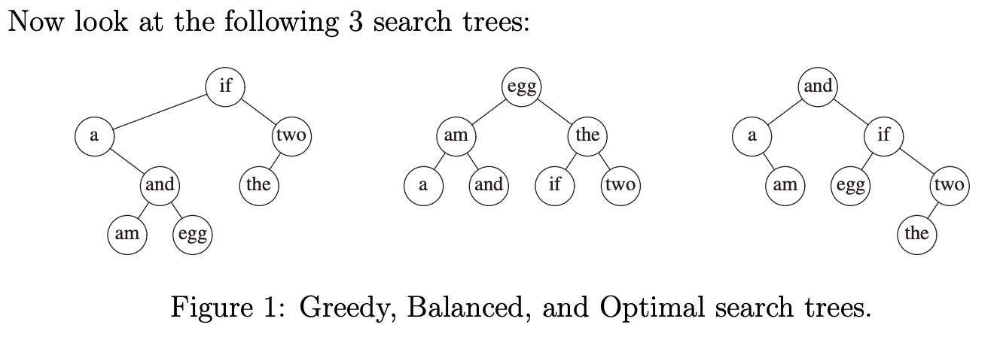 Now look at the following 3 search trees:
if
a
two
and
the
am
egg
egg
am
the
a
and
if
two
and
a
if
am
egg
two
the
Figure 1: Greedy, Balanced, and Optimal search trees.